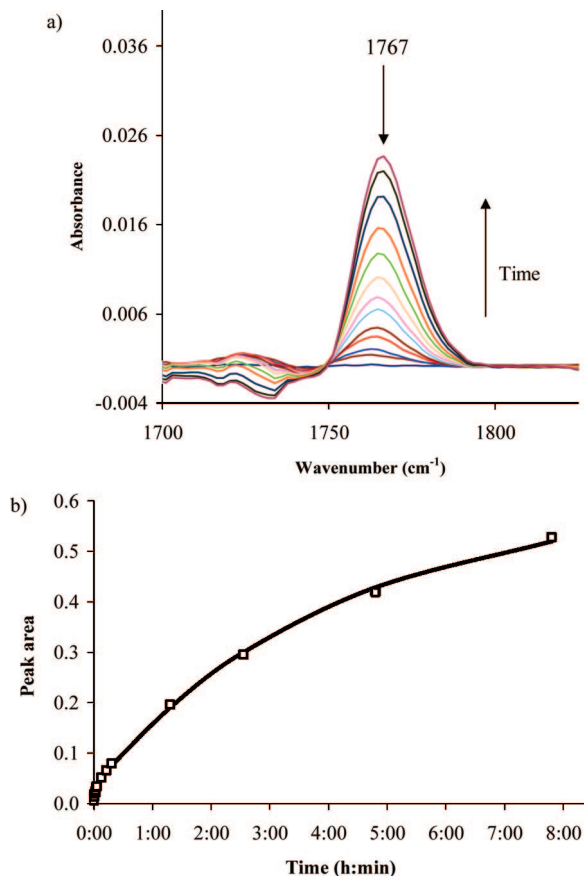 a)
1767
0.036
0.026
0.016
0.006
-0.004
Absorbance
Time
1700 1750 1800
Wavenumber (cm⁻¹)
b)
0.6
0.5
0.4
0.3
0.2
0.1
0.0
Peak area
0:00 1:00 2:00 3:00 4:00 5:00 6:00 7:00 8:00
Time (h:min)